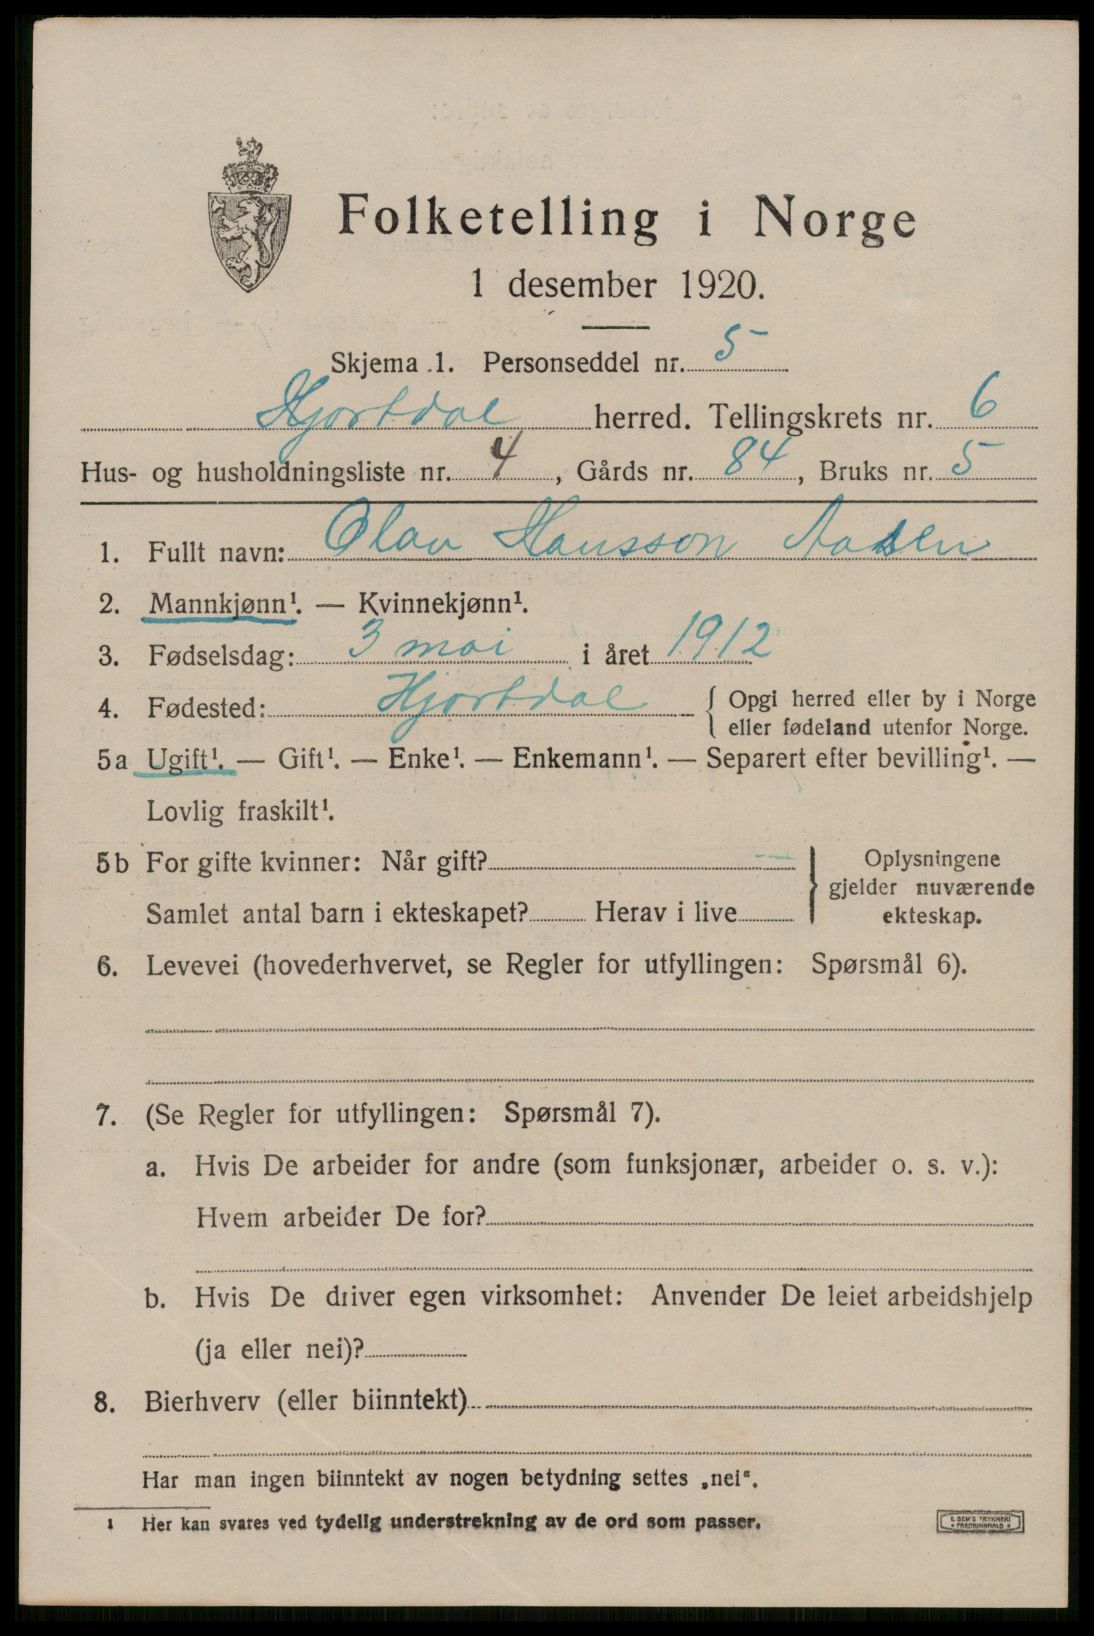 Folketelling i Norge
1 desember 1920.
Skjema 1. Personseddel nr. 5
Hjortdal herred. Tellingskrets nr. 6
Hus- og husholdningsliste nr. 4, Gårds nr. 84, Bruks nr. 5
1. Fullt navn: Olav Hansson Aasen
2. Mannkjønn¹. — Kvinnekjønn¹.
3. Fødselsdag: 3 mai i året 1912
4. Fødested: Hjortdal { Opgi herred eller by i Norge
eller fødeland utenfor Norge.
5a Ugift¹. — Gift¹. — Enke¹. — Enkemann¹. — Separert efter bevilling¹. —
Lovlig fraskilt¹.
5b For gifte kvinner: Når gift? —
Samlet antal barn i ekteskapet? Herav i live
} Oplysningene
gjelder nuværende
ekteskap.
6. Levevei (hovederhvervet, se Regler for utfyllingen: Spørsmål 6).
7. (Se Regler for utfyllingen: Spørsmål 7).
a. Hvis De arbeider for andre (som funksjonær, arbeider o. s. v.):
Hvem arbeider De for?
b. Hvis De driver egen virksomhet: Anvender De leiet arbeidshjelp
(ja eller nei)?
8. Bierhverv (eller biinntekt)
Har man ingen biinntekt av nogen betydning settes „nei".
1 Her kan svares ved tydelig understrekning av de ord som passer.
E. SEM'S TRYKKERI
• FREDRIKSHALD •